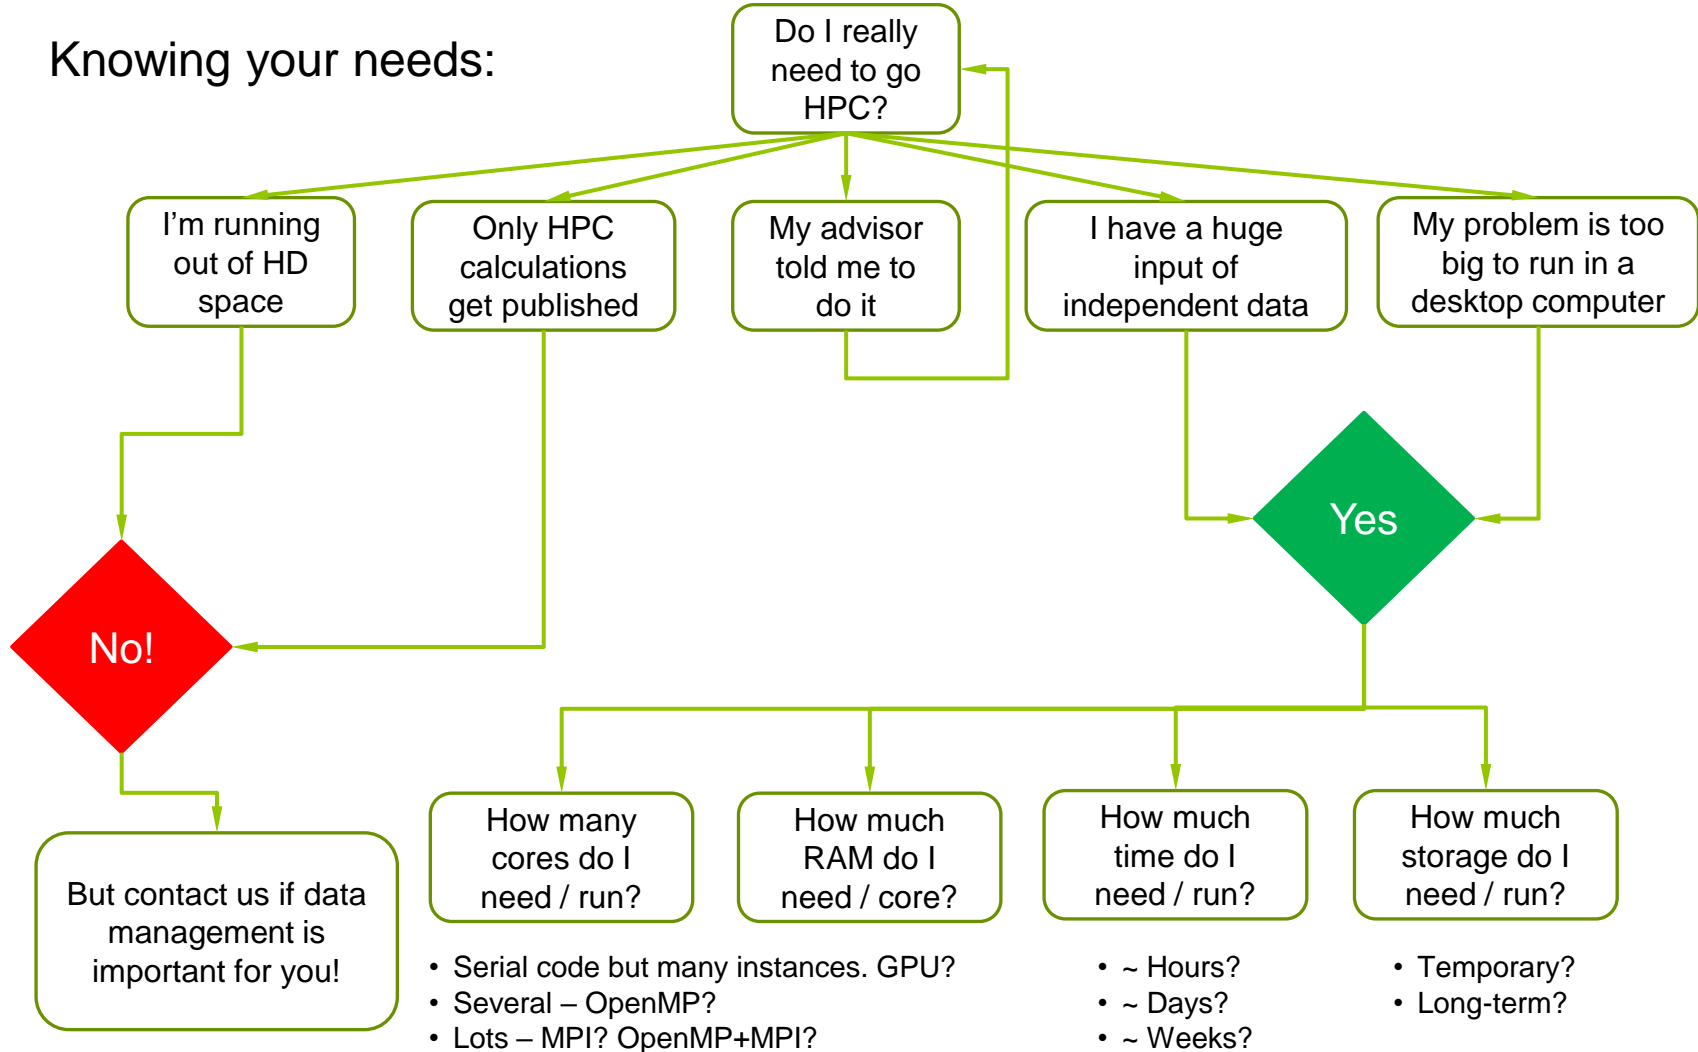 Knowing your needs:
Do I really
need to go
HPC?
I'm running
out of HD
space
Only HPC
calculations
get published
My advisor
told me to
do it
I have a huge
input of
independent data
My problem is too
big to run in a
desktop computer
Yes
No!
But contact us if data
management is
important for you!
How many
cores do I
need / run?
How much
RAM do I
need / core?
How much
time do I
need / run?
How much
storage do I
need / run?
• Serial code but many instances. GPU?
• Several – OpenMP?
• Lots – MPI? OpenMP+MPI?
• ~ Hours?
• ~ Days?
• ~ Weeks?
• Temporary?
• Long-term?